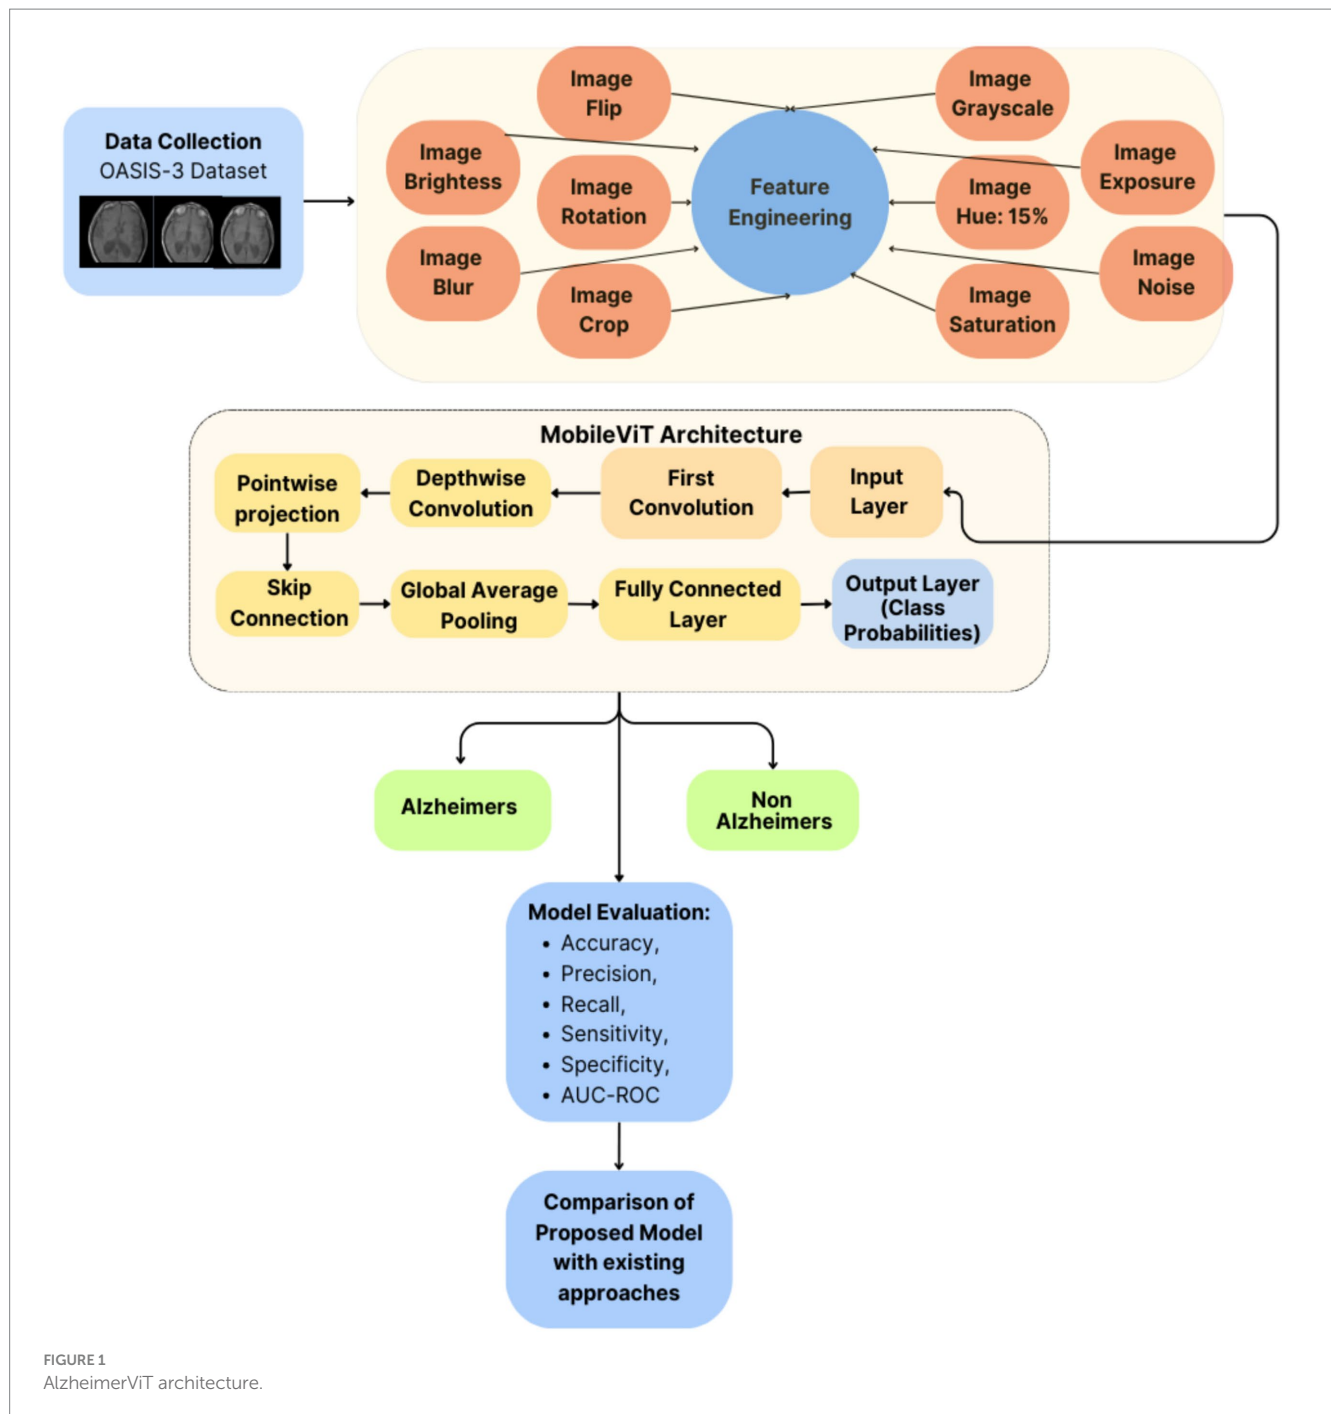 Data Collection
OASIS-3 Dataset
Image
Flip
Image
Grayscale
Image
Brightess
Image
Rotation
Feature
Engineering
Image
Hue: 15%
Image
Exposure
Image
Blur
Image
Crop
Image
Saturation
Image
Noise
MobileViT Architecture
Input
Layer
First
Convolution
Depthwise
Convolution
Pointwise
projection
Skip
Connection
Global Average
Pooling
Fully Connected
Layer
Output Layer
(Class
Probabilities)
Alzheimers
Non
Alzheimers
Model Evaluation:
• Accuracy,
• Precision,
• Recall,
• Sensitivity,
• Specificity,
• AUC-ROC
Comparison of
Proposed Model
with existing
approaches
FIGURE 1
AlzheimerViT architecture.